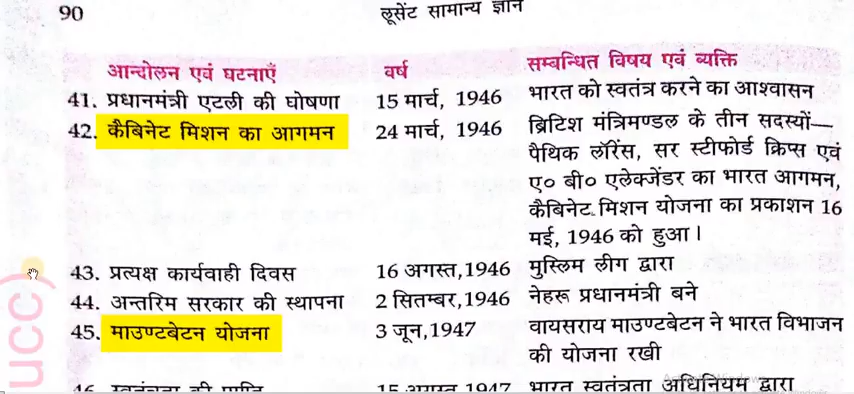 90 लूसेंट सामान्य ज्ञान
आन्दोलन एवं घटनाएँ वर्ष सम्बन्धित विषय एवं व्यक्ति
41. प्रधानमंत्री एटली की घोषणा 15 मार्च, 1946 भारत को स्वतंत्र करने का आश्वासन
42. कैबिनेट मिशन का आगमन 24 मार्च, 1946 ब्रिटिश मंत्रिमण्डल के तीन सदस्यों—
पैथिक लॉरेंस, सर स्टीफोर्ड क्रिप्स एवं
ए० बी० एलेक्जेंडर का भारत आगमन,
कैबिनेट मिशन योजना का प्रकाशन 16
मई, 1946 को हुआ।
43. प्रत्यक्ष कार्यवाही दिवस 16 अगस्त,1946 मुस्लिम लीग द्वारा
44. अन्तरिम सरकार की स्थापना 2 सितम्बर,1946 नेहरू प्रधानमंत्री बने
45. माउण्टबेटन योजना 3 जून,1947 वायसराय माउण्टबेटन ने भारत विभाजन
की योजना रखी
46 स्वतंत्रता की प्राप्ति 15 अगस्त 1947 भारत स्वतंत्रता अधिनियम द्वारा
ucc)